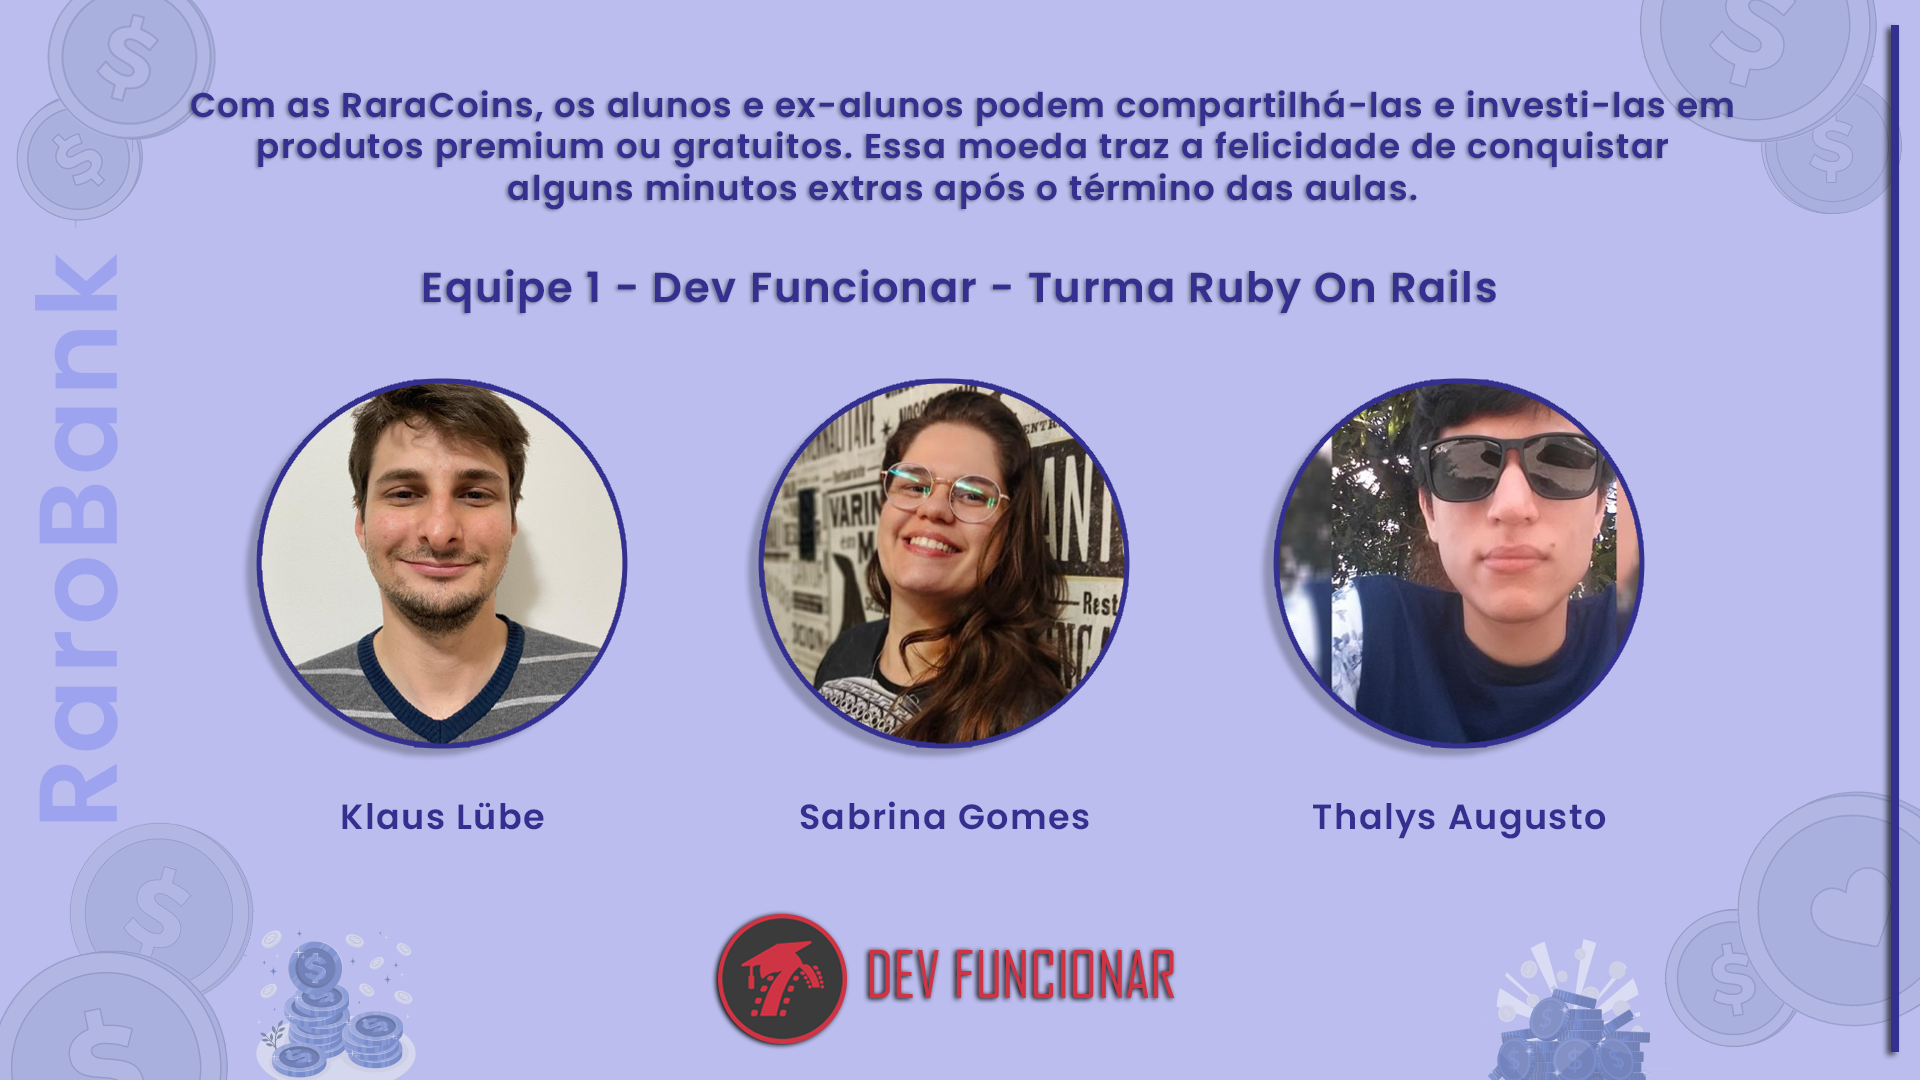 Com as RaraCoins, os alunos e ex-alunos podem compartilhá-las e investi-las em
produtos premium ou gratuitos. Essa moeda traz a felicidade de conquistar
alguns minutos extras após o término das aulas.
Equipe 1 - Dev Funcionar - Turma Ruby On Rails
RaroBank
VARIN
Rest
Klaus Lübe
Sabrina Gomes
Thalys Augusto
DEV FUNCIONAR